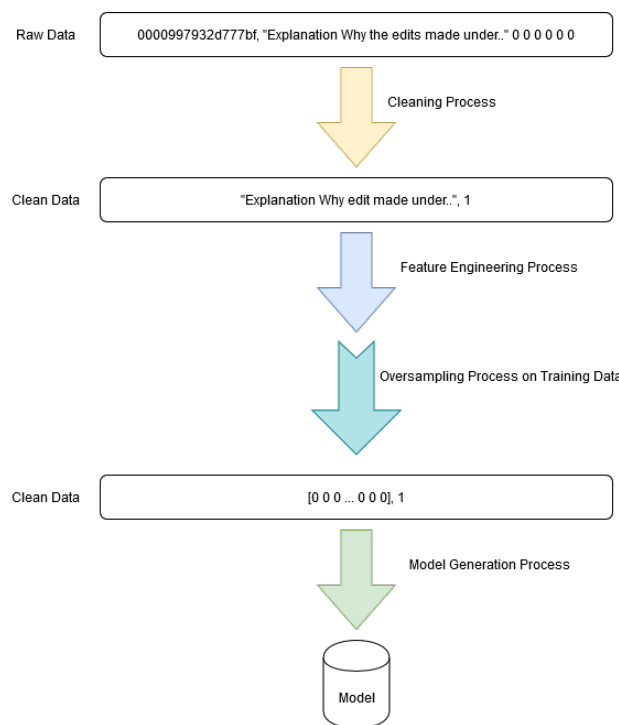 Raw Data
0000997932d777bf, "Explanation Why the edits made under.." 0 0 0 0 0 0
Cleaning Process
Clean Data
"Explanation Why edit made under..", 1
Feature Engineering Process
Oversampling Process on Training Data
Clean Data
[0 0 0 ... 0 0 0], 1
Model Generation Process
Model